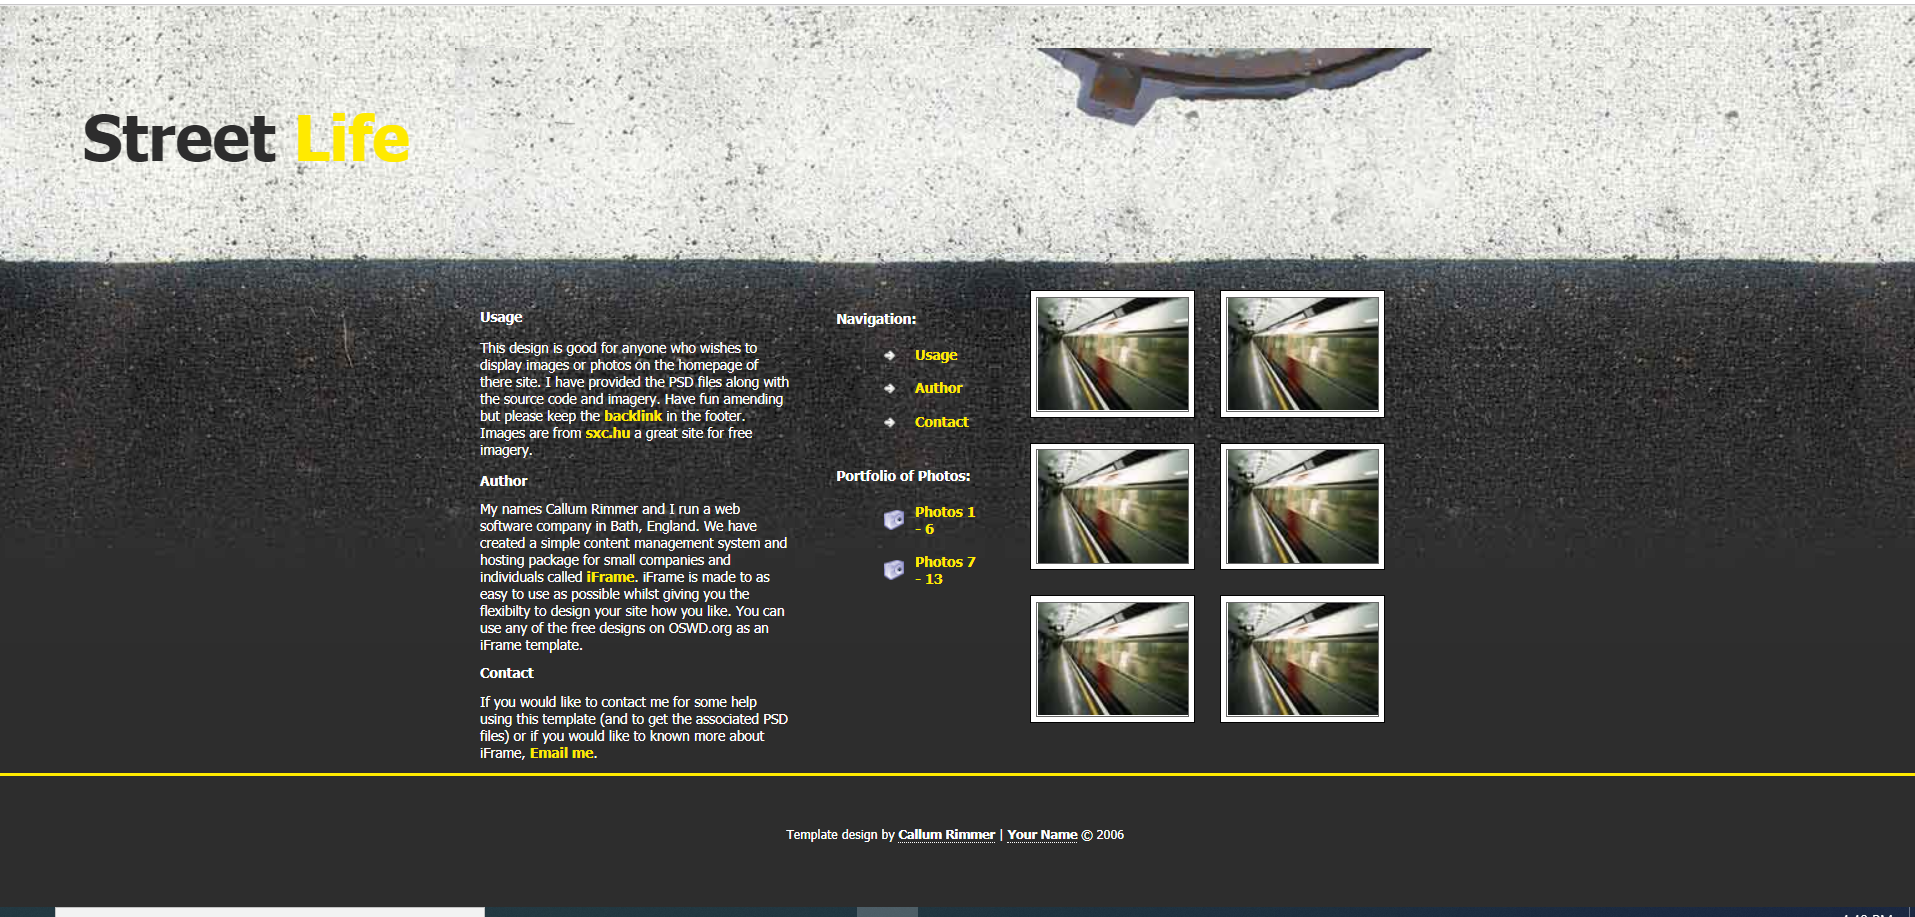 Street Life
Usage
This design is good for anyone who wishes to
display images or photos on the homepage of
there site. I have provided the PSD files along with
the source code and imagery. Have fun amending
but please keep the backlink in the footer.
Images are from sxc.hu a great site for free
imagery.
Author
My names Callum Rimmer and I run a web
software company in Bath, England. We have
created a simple content management system and
hosting package for small companies and
individuals called iFrame. iFrame is made to as
easy to use as possible whilst giving you the
flexibilty to design your site how you like. You can
use any of the free designs on OSWD.org as an
iFrame template.
Contact
If you would like to contact me for some help
using this template (and to get the associated PSD
files) or if you would like to known more about
iFrame, Email me.
Navigation:
Usage
Author
Contact
Portfolio of Photos:
Photos 1
- 6
Photos 7
- 13
Template design by Callum Rimmer | Your Name © 2006